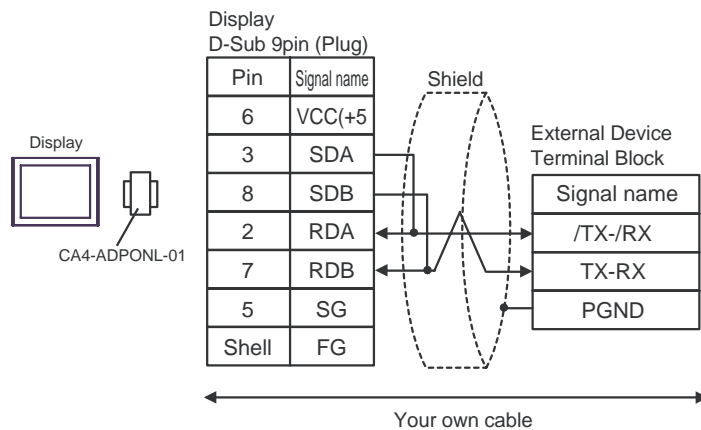 Display
D-Sub 9pin (Plug)
Pin Signal name
6 VCC(+5
3 SDA
8 SDB
2 RDA
7 RDB
5 SG
Shell FG
Shield
External Device
Terminal Block
Signal name
/TX-/RX
TX-RX
PGND
Display
CA4-ADPONL-01
Your own cable